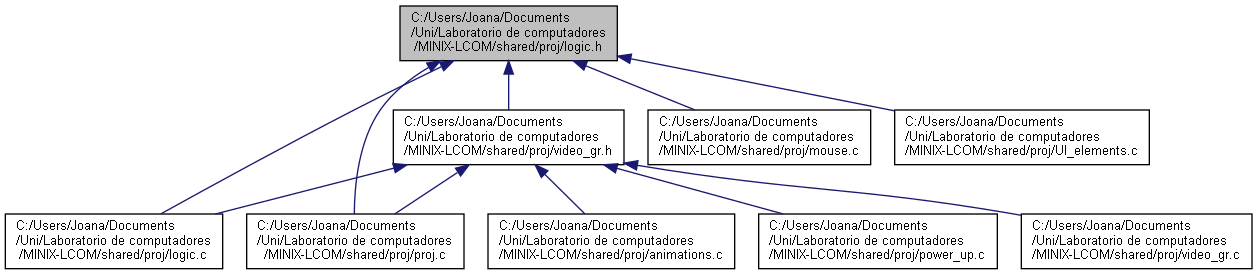 C:/Users/Joana/Documents
/Uni/Laboratorio de computadores
/MINIX-LCOM/shared/proj/logic.h
C:/Users/Joana/Documents
/Uni/Laboratorio de computadores
/MINIX-LCOM/shared/proj/video_gr.h
C:/Users/Joana/Documents
/Uni/Laboratorio de computadores
/MINIX-LCOM/shared/proj/mouse.c
C:/Users/Joana/Documents
/Uni/Laboratorio de computadores
/MINIX-LCOM/shared/proj/UI_elements.c
C:/Users/Joana/Documents
/Uni/Laboratorio de computadores
/MINIX-LCOM/shared/proj/logic.c
C:/Users/Joana/Documents
/Uni/Laboratorio de computadores
/MINIX-LCOM/shared/proj/proj.c
C:/Users/Joana/Documents
/Uni/Laboratorio de computadores
/MINIX-LCOM/shared/proj/animations.c
C:/Users/Joana/Documents
/Uni/Laboratorio de computadores
/MINIX-LCOM/shared/proj/power_up.c
C:/Users/Joana/Documents
/Uni/Laboratorio de computadores
/MINIX-LCOM/shared/proj/video_gr.c